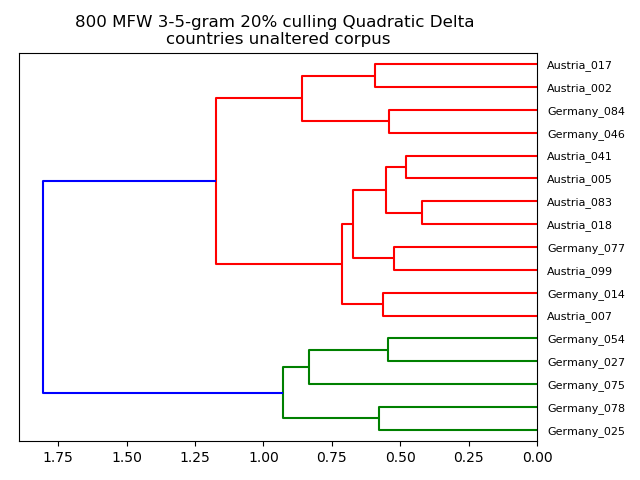 800 MFW 3-5-gram 20% culling Quadratic Delta
countries unaltered corpus
Austria_017
Austria_002
Germany_084
Germany_046
Austria_041
Austria_005
Austria_083
Austria_018
Germany_077
Austria_099
Germany_014
Austria_007
Germany_054
Germany_027
Germany_075
Germany_078
Germany_025
1.75 1.50 1.25 1.00 0.75 0.50 0.25 0.00